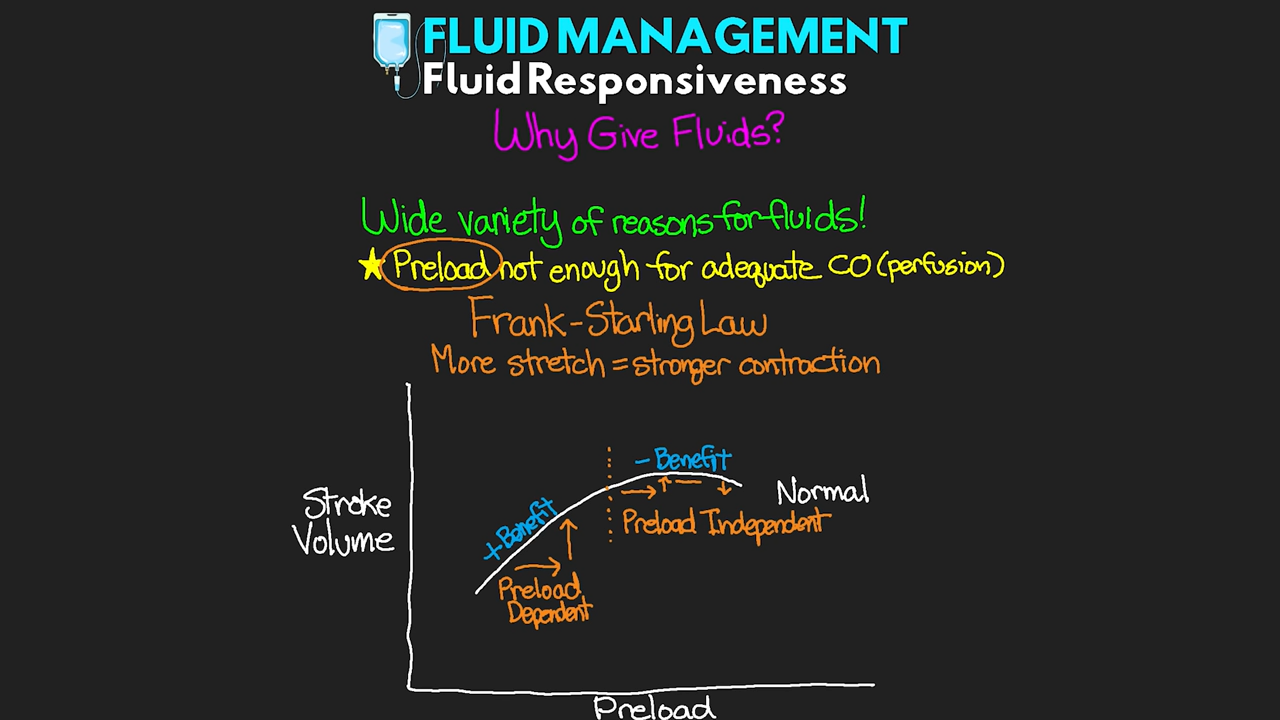 FLUID MANAGEMENT
Fluid Responsiveness
Why Give Fluids?
Wide variety of reasons for fluids!
Preload not enough for adequate CO (perfusion)
Frank-Starling Law
More stretch = stronger contraction
- Benefit
Normal
Stroke
Volume
+ Benefit
Preload Independent
Preload
Dependent
Preload